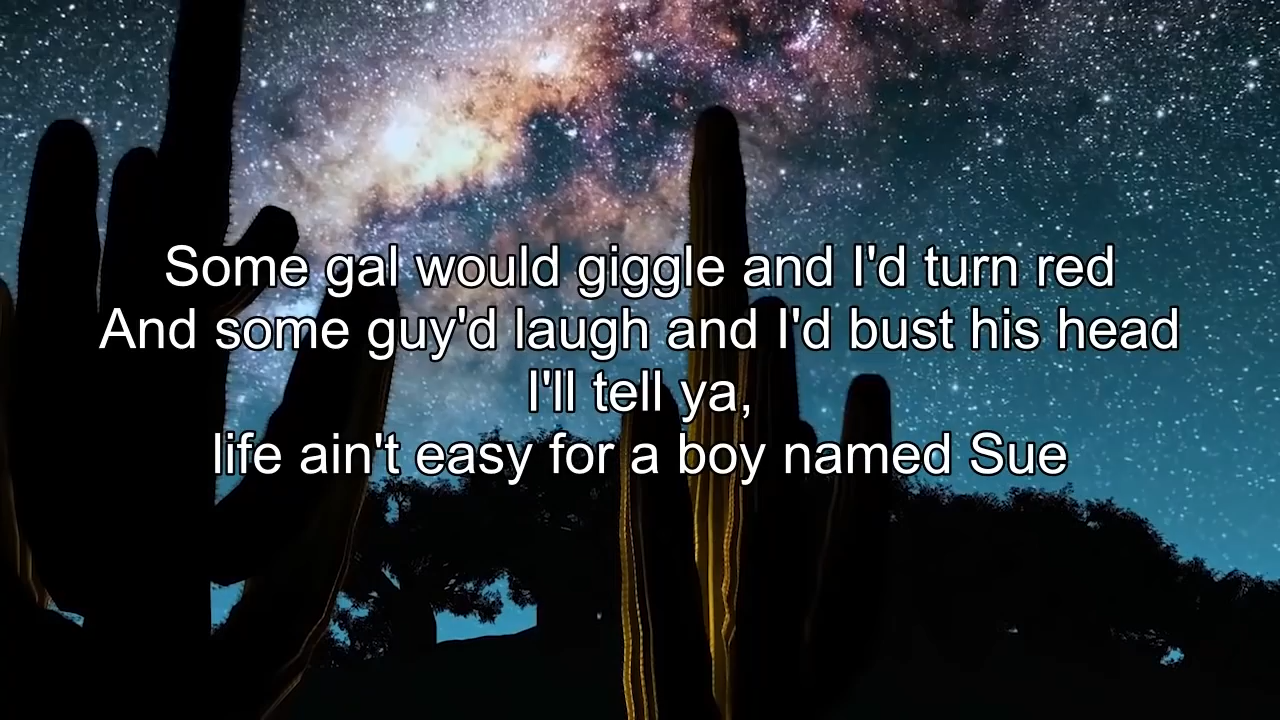 Some gal would giggle and I'd turn red
And some guy'd laugh and I'd bust his head
I'll tell ya,
life ain't easy for a boy named Sue